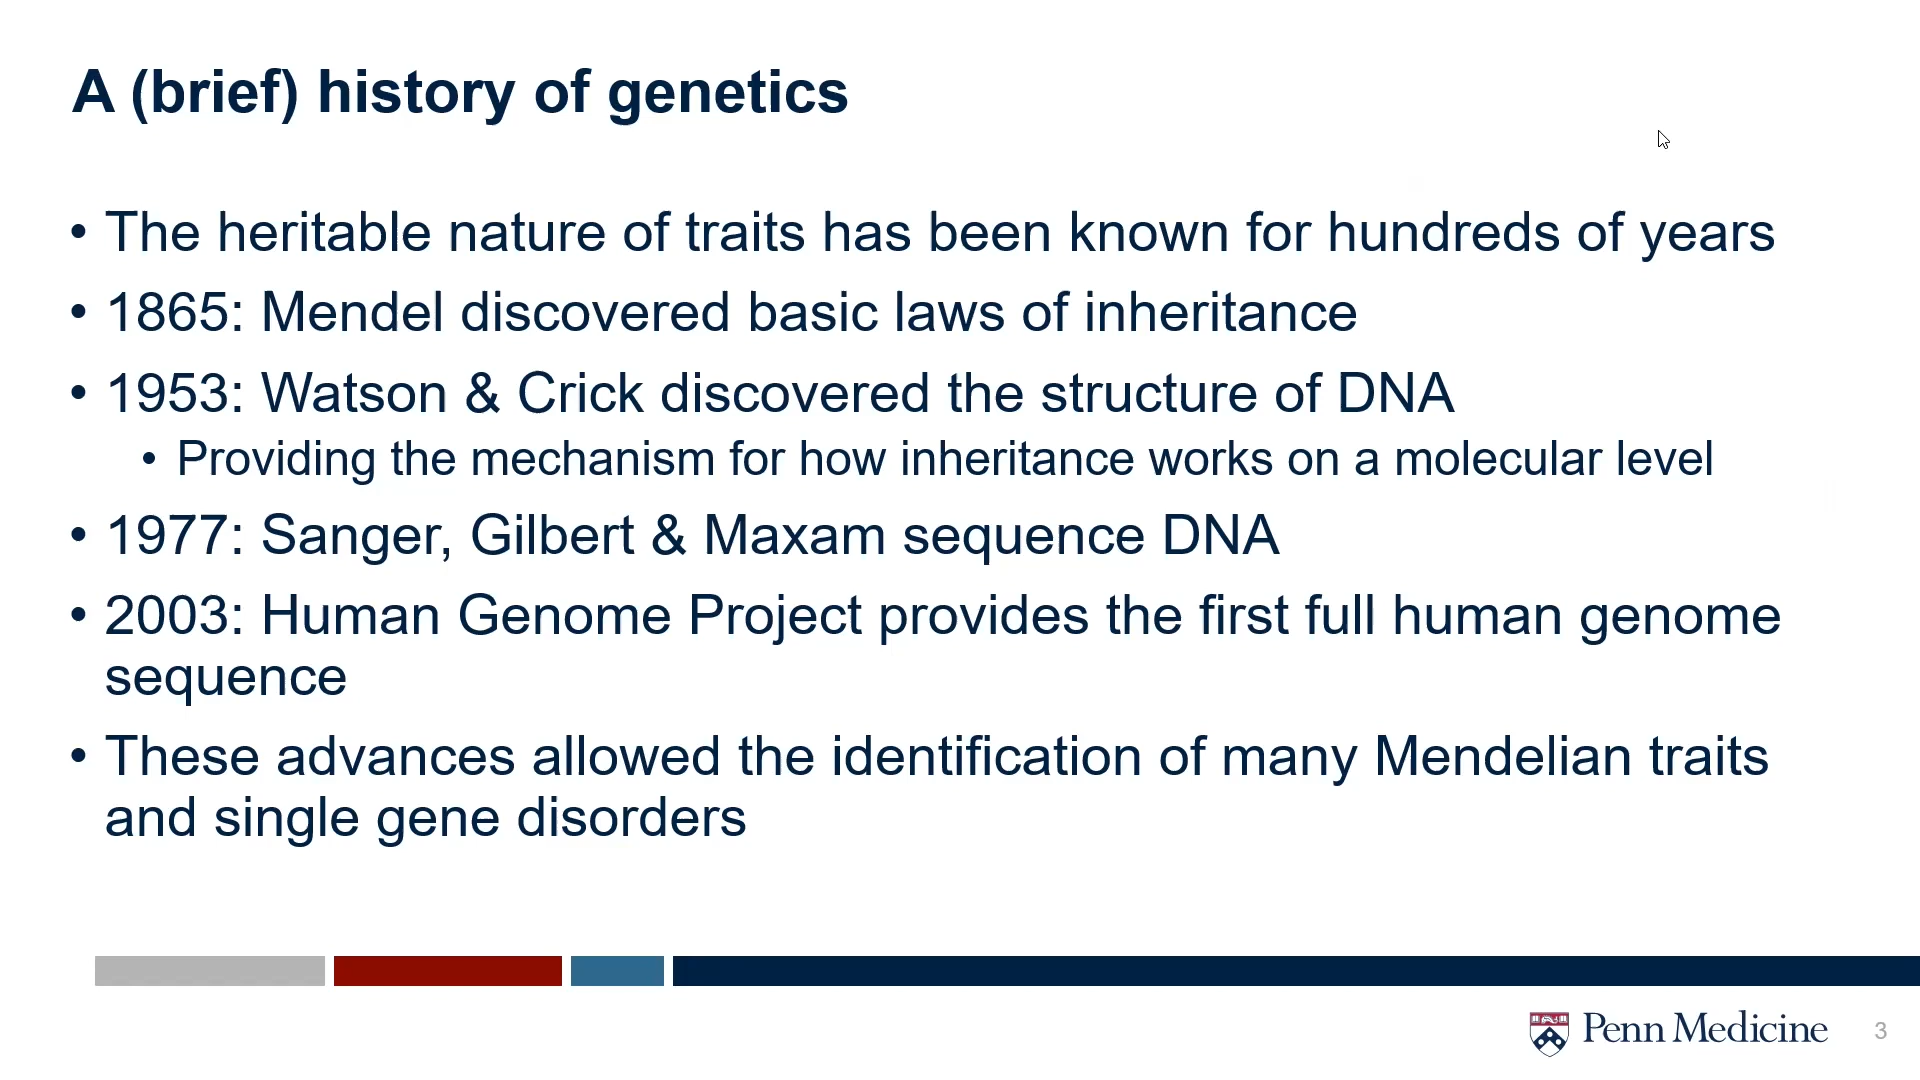 A (brief) history of genetics
• The heritable nature of traits has been known for hundreds of years
• 1865: Mendel discovered basic laws of inheritance
• 1953: Watson & Crick discovered the structure of DNA
• Providing the mechanism for how inheritance works on a molecular level
• 1977: Sanger, Gilbert & Maxam sequence DNA
• 2003: Human Genome Project provides the first full human genome
sequence
• These advances allowed the identification of many Mendelian traits
and single gene disorders
Penn Medicine
3